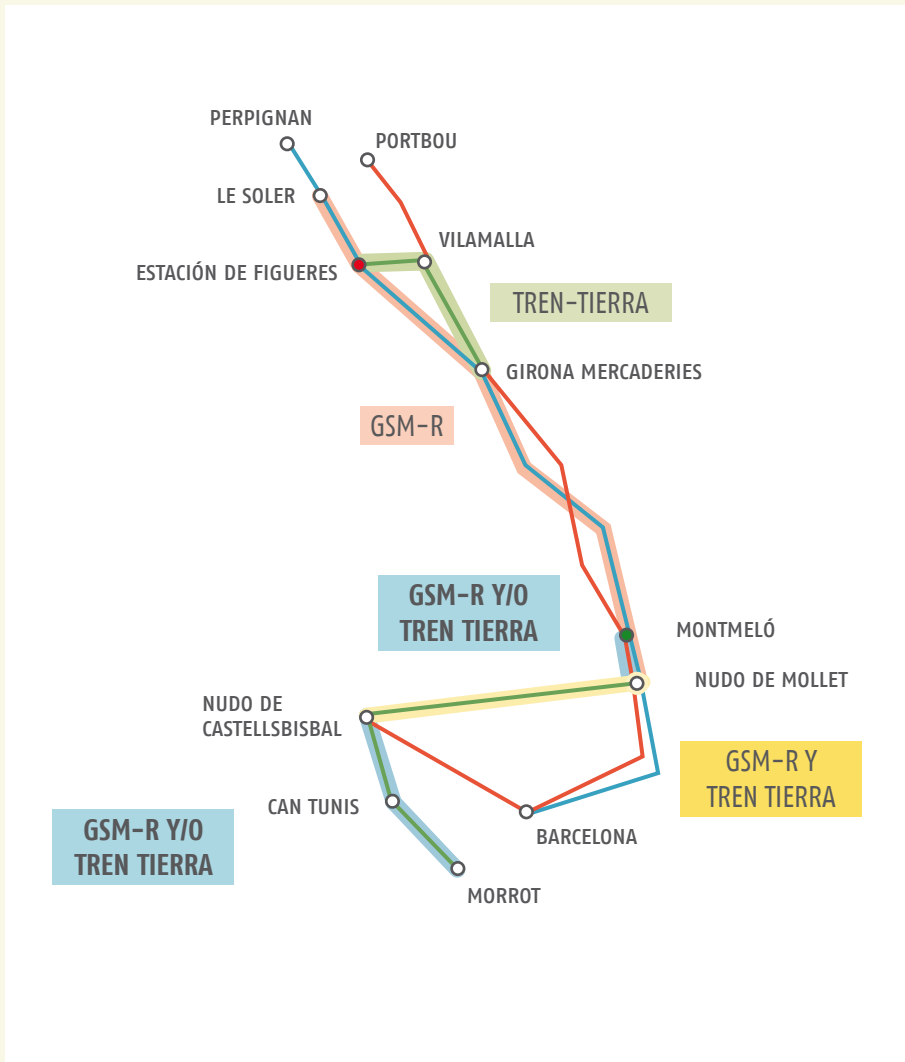 PERPIGNAN
PORTBOU
LE SOLER
VILAMALLA
ESTACIÓN DE FIGUERES
TREN-TIERRA
GIRONA MERCADERIES
GSM-R
GSM-R Y/O
TREN TIERRA
MONTMELÓ
NUDO DE MOLLET
NUDO DE
CASTELLSBISBAL
GSM-R Y
TREN TIERRA
CAN TUNIS
BARCELONA
GSM-R Y/O
TREN TIERRA
MORROT